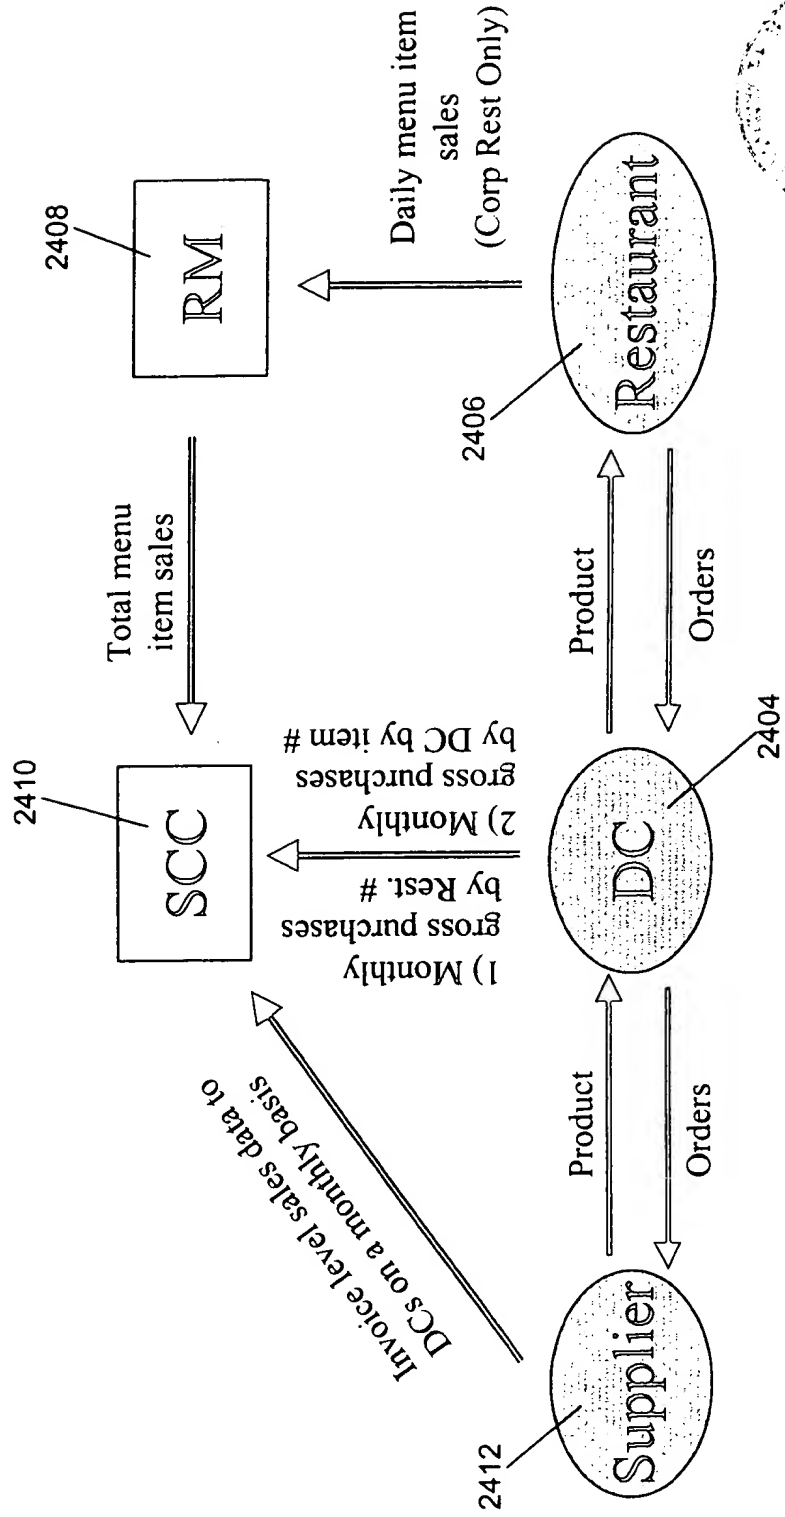 2410
SCC
2408
RM
Total menu
item sales
Invoice level sales data to
DCs on a monthly basis
1) Monthly
gross purchases
by Rest. #
2) Monthly
gross purchases
by DC by item #
Daily menu item
sales
(Corp Rest Only)
2412
Supplier
Product
Orders
DC
2404
Product
Orders
2406
Restaurant